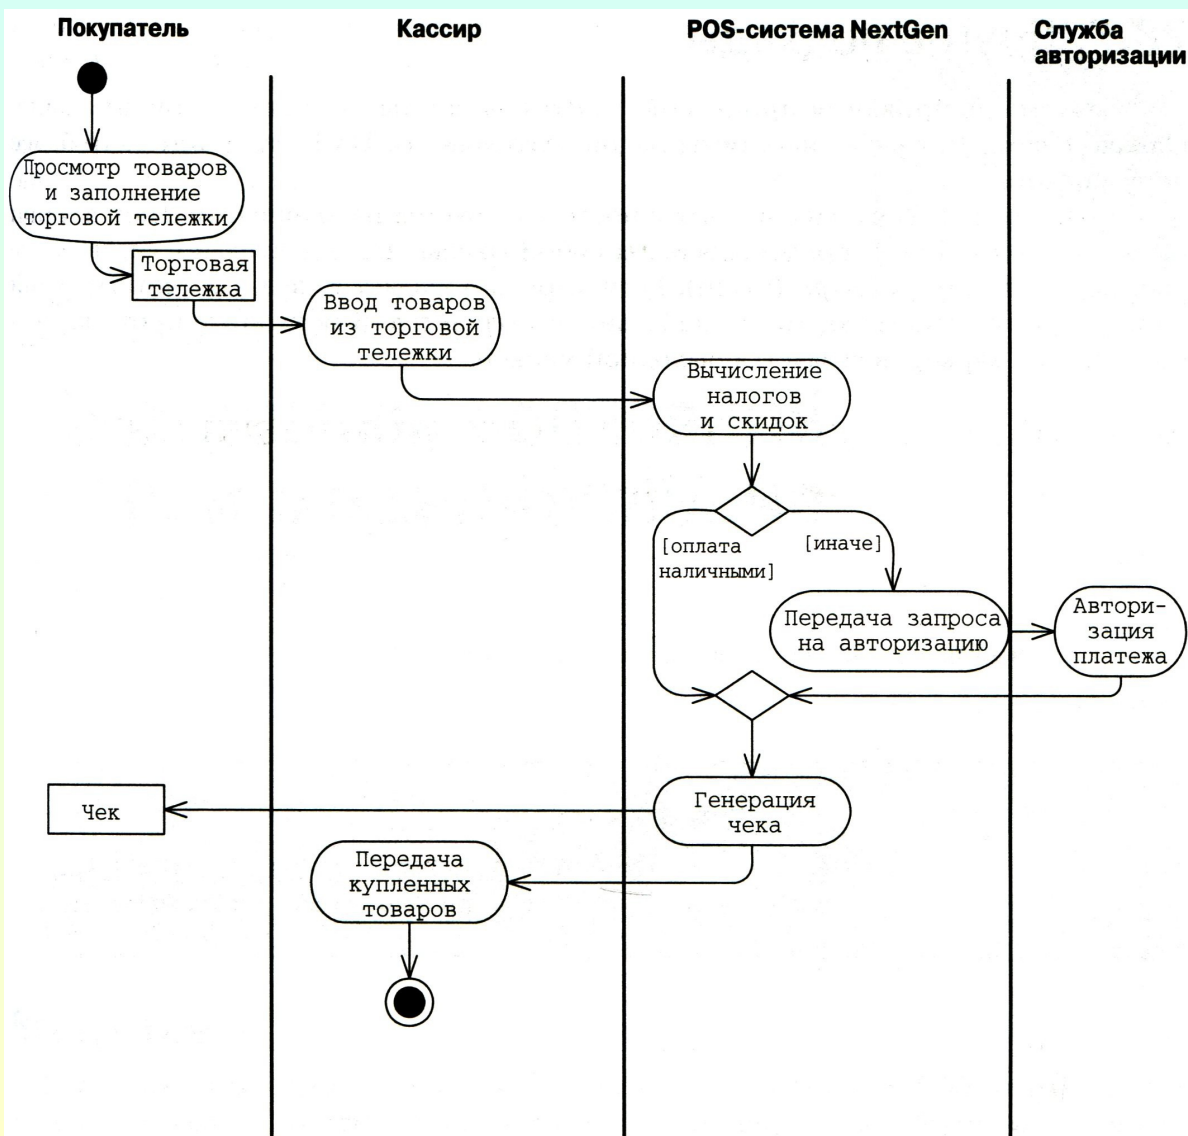 Покупатель
Кассир
POS-система NextGen
Служба
авторизации
Просмотр товаров
и заполнение
торговой тележки
Торговая
тележка
Ввод товаров
из торговой
тележки
Вычисление
налогов
и скидок
[оплата
наличными]
[иначе]
Передача запроса
на авторизацию
Автори-
зация
платежа
Генерация
чека
Чек
Передача
купленных
товаров